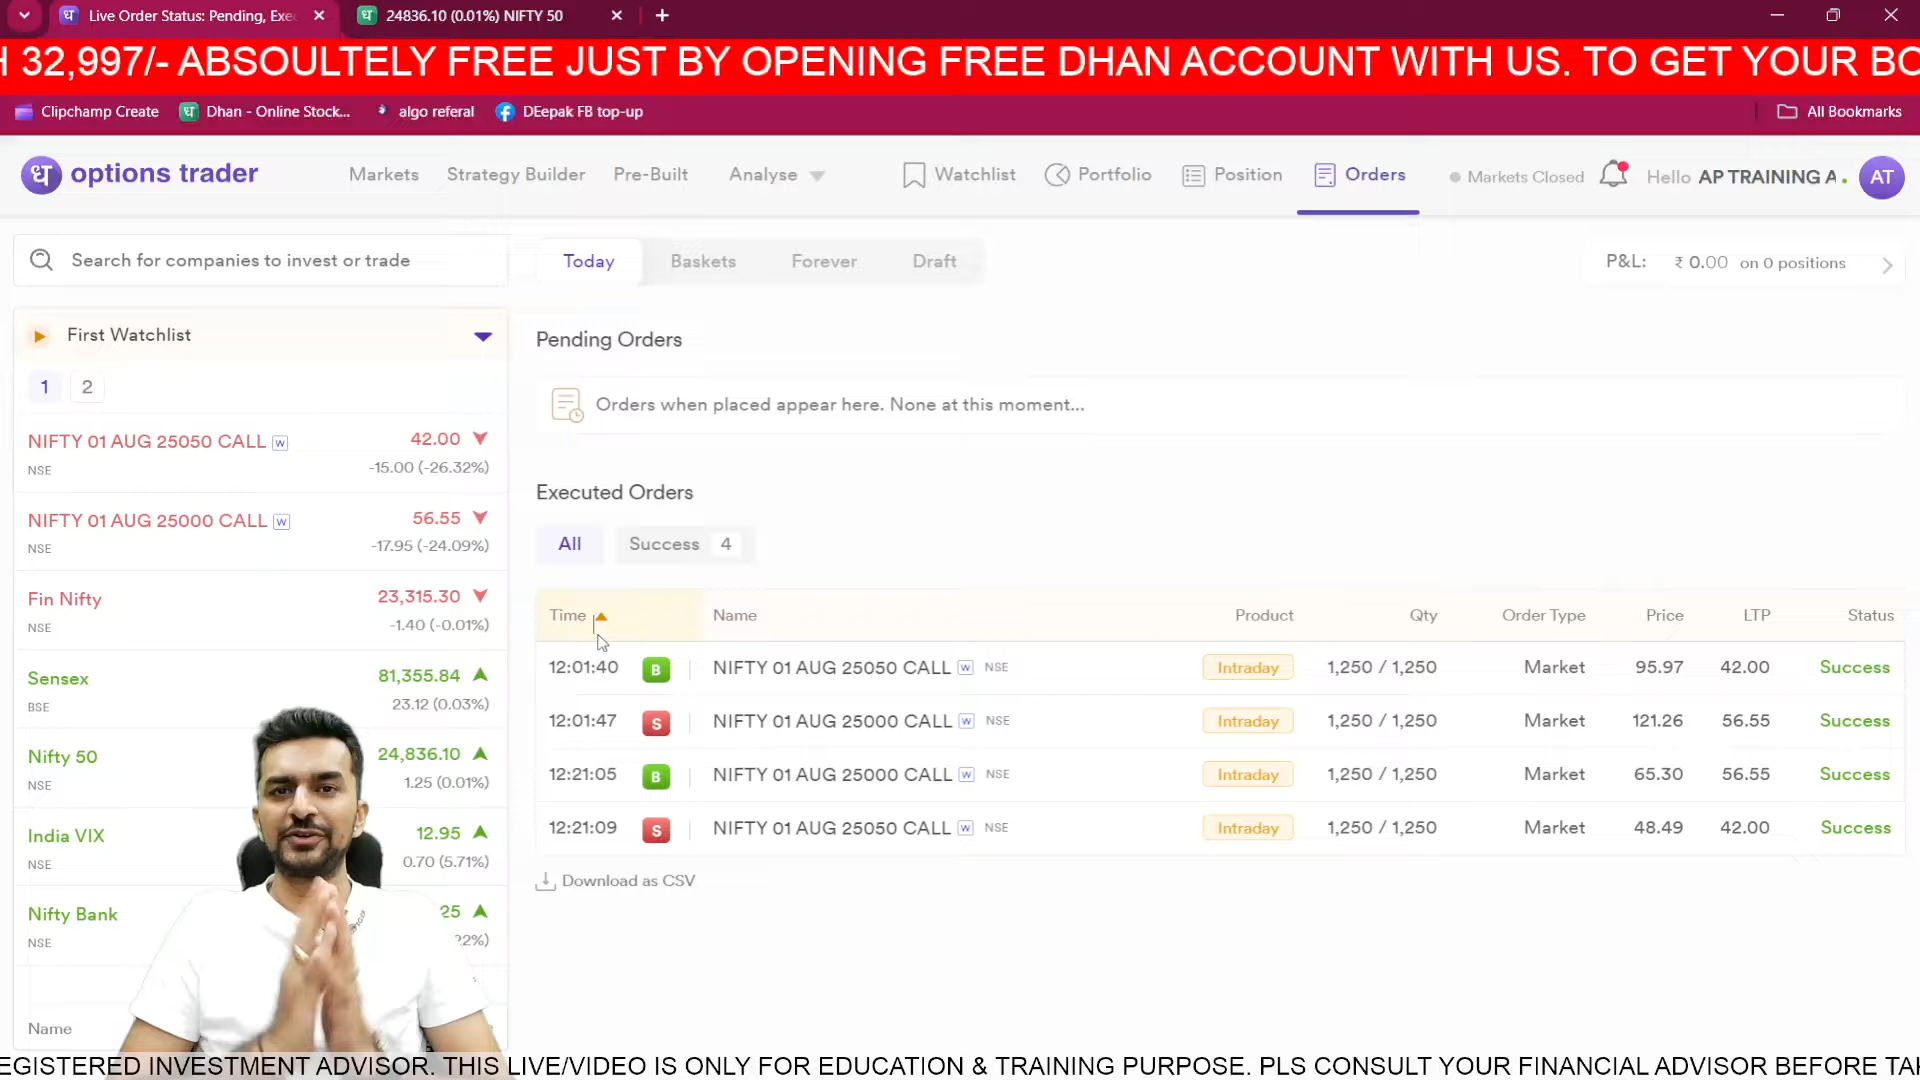 Live Order Status: Pending, Exe
24836.10 (0.01%) NIFTY 50
H 32,997/- ABSOULTELY FREE JUST BY OPENING FREE DHAN ACCOUNT WITH US. TO GET YOUR BO
Clipchamp Create
Dhan - Online Stock...
algo referal
DEepak FB top-up
All Bookmarks
ध options trader
Markets
Strategy Builder
Pre-Built
Analyse
Watchlist
Portfolio
Position
Orders
Markets Closed
Hello AP TRAINING A.
AT
Search for companies to invest or trade
Today
Baskets
Forever
Draft
P&L: ₹ 0.00 on 0 positions
First Watchlist
1 2
NIFTY 01 AUG 25050 CALL W 42.00
NSE -15.00 (-26.32%)
NIFTY 01 AUG 25000 CALL W 56.55
NSE -17.95 (-24.09%)
Fin Nifty 23,315.30
NSE -1.40 (-0.01%)
Sensex 81,355.84
BSE 23.12 (0.03%)
Nifty 50 24,836.10
NSE 1.25 (0.01%)
India VIX 12.95
NSE 0.70 (5.71%)
Nifty Bank 25
NSE 22%)
Name
Pending Orders
Orders when placed appear here. None at this moment...
Executed Orders
All
Success 4
Time Name Product Qty Order Type Price LTP Status
12:01:40 B NIFTY 01 AUG 25050 CALL W NSE Intraday 1,250 / 1,250 Market 95.97 42.00 Success
12:01:47 S NIFTY 01 AUG 25000 CALL W NSE Intraday 1,250 / 1,250 Market 121.26 56.55 Success
12:21:05 B NIFTY 01 AUG 25000 CALL W NSE Intraday 1,250 / 1,250 Market 65.30 56.55 Success
12:21:09 S NIFTY 01 AUG 25050 CALL W NSE Intraday 1,250 / 1,250 Market 48.49 42.00 Success
Download as CSV
EGISTERED INVESTMENT ADVISOR. THIS LIVE/VIDEO IS ONLY FOR EDUCATION & TRAINING PURPOSE. PLS CONSULT YOUR FINANCIAL ADVISOR BEFORE TAK